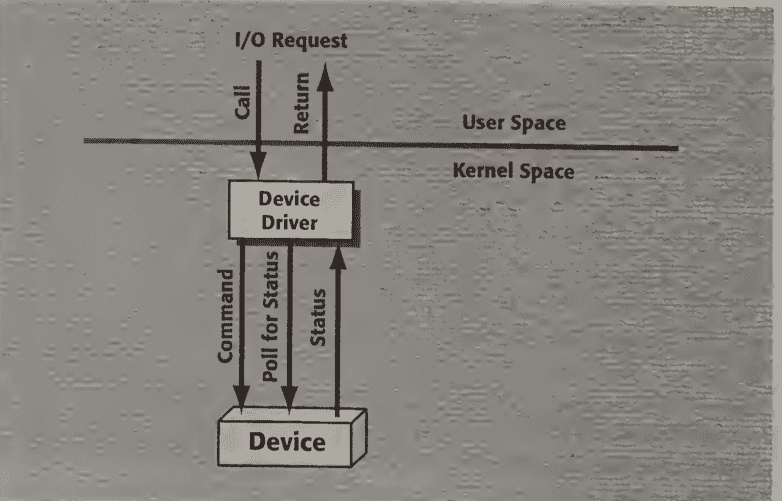 I/O Request
Call
Return
User Space
Kernel Space
Device
Driver
Command
Poll for Status
Status
Device